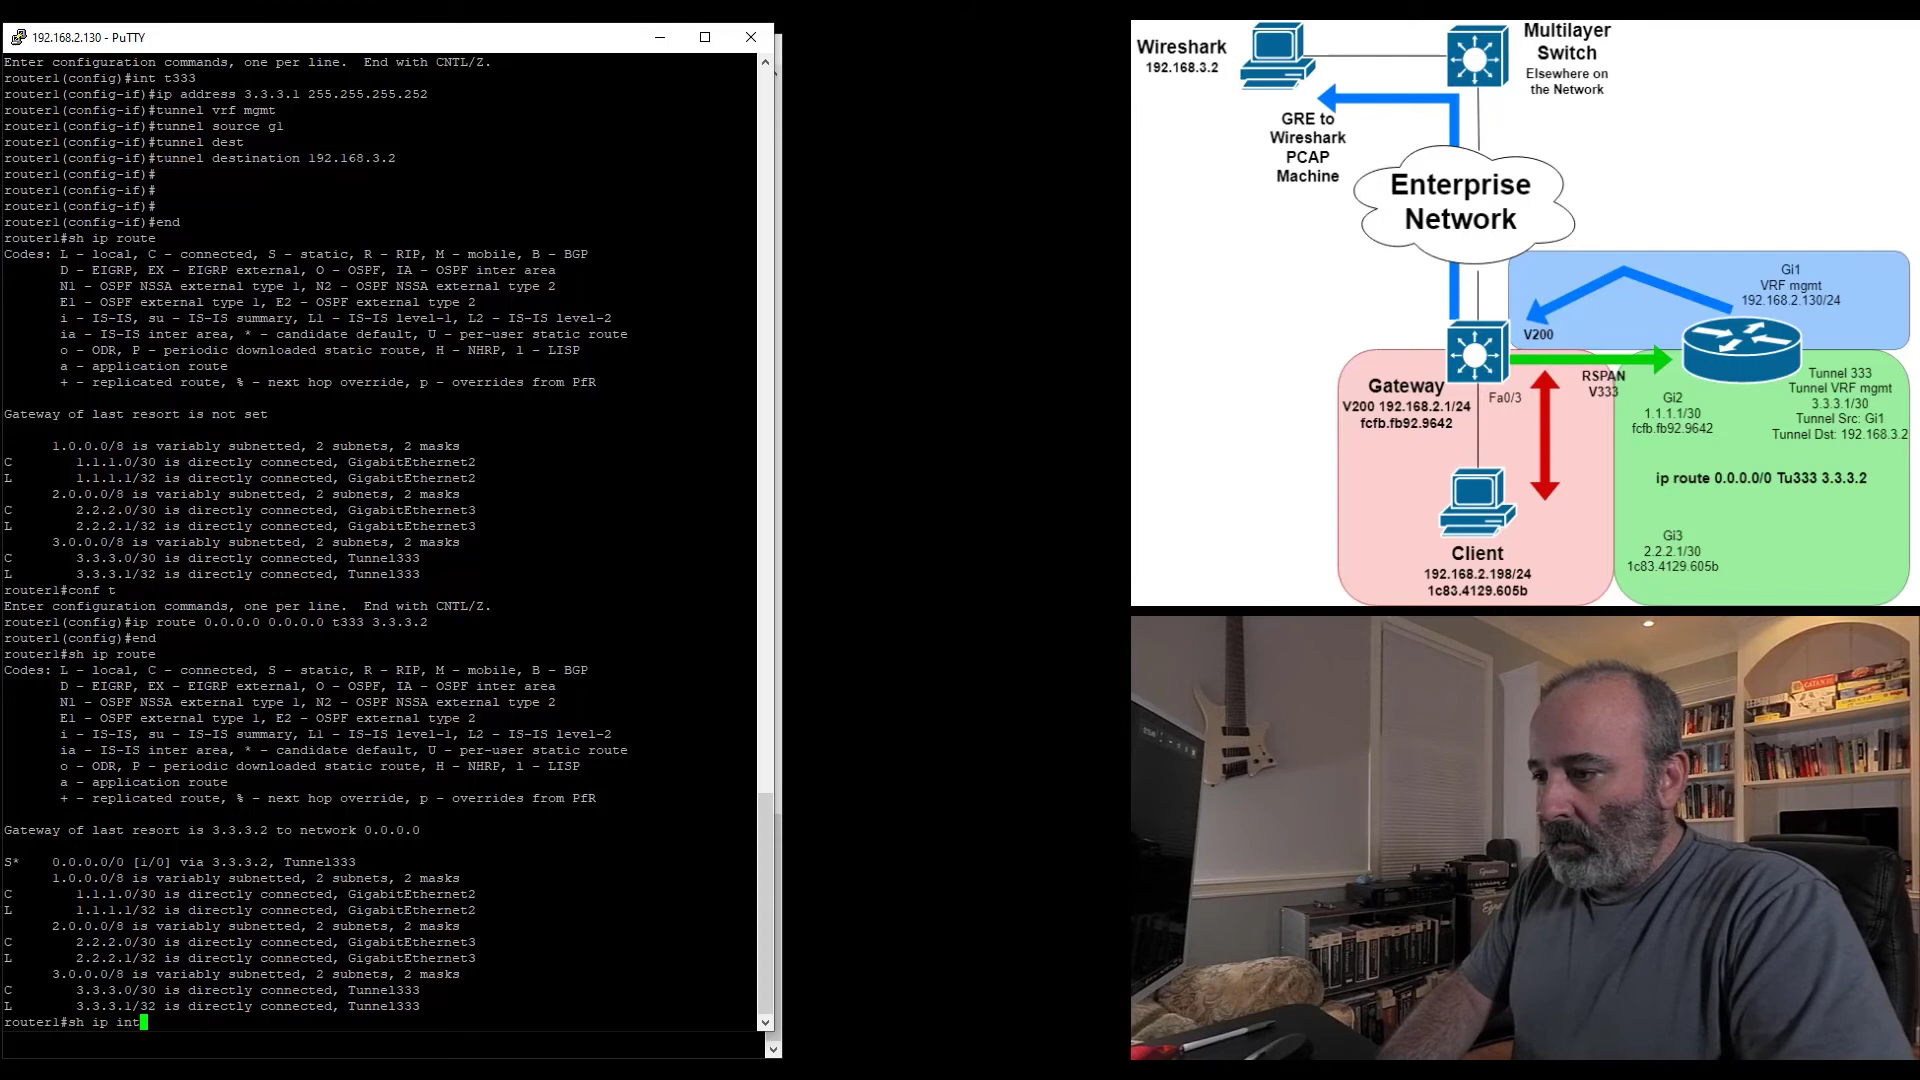 192.168.2.130 - PuTTY
Enter configuration commands, one per line.  End with CNTL/Z.
router1(config)#int t333
router1(config-if)#ip address 3.3.3.1 255.255.255.252
router1(config-if)#tunnel vrf mgmt
router1(config-if)#tunnel source g1
router1(config-if)#tunnel dest
router1(config-if)#tunnel destination 192.168.3.2
router1(config-if)#
router1(config-if)#
router1(config-if)#
router1(config-if)#end
router1#sh ip route
Codes: L - local, C - connected, S - static, R - RIP, M - mobile, B - BGP
D - EIGRP, EX - EIGRP external, O - OSPF, IA - OSPF inter area
N1 - OSPF NSSA external type 1, N2 - OSPF NSSA external type 2
E1 - OSPF external type 1, E2 - OSPF external type 2
i - IS-IS, su - IS-IS summary, L1 - IS-IS level-1, L2 - IS-IS level-2
ia - IS-IS inter area, * - candidate default, U - per-user static route
o - ODR, P - periodic downloaded static route, H - NHRP, l - LISP
a - application route
+ - replicated route, % - next hop override, p - overrides from PfR
Gateway of last resort is not set
1.0.0.0/8 is variably subnetted, 2 subnets, 2 masks
C 1.1.1.0/30 is directly connected, GigabitEthernet2
L 1.1.1.1/32 is directly connected, GigabitEthernet2
2.0.0.0/8 is variably subnetted, 2 subnets, 2 masks
C 2.2.2.0/30 is directly connected, GigabitEthernet3
L 2.2.2.1/32 is directly connected, GigabitEthernet3
3.0.0.0/8 is variably subnetted, 2 subnets, 2 masks
C 3.3.3.0/30 is directly connected, Tunnel333
L 3.3.3.1/32 is directly connected, Tunnel333
router1#conf t
Enter configuration commands, one per line.  End with CNTL/Z.
router1(config)#ip route 0.0.0.0 0.0.0.0 t333 3.3.3.2
router1(config)#end
router1#sh ip route
Codes: L - local, C - connected, S - static, R - RIP, M - mobile, B - BGP
D - EIGRP, EX - EIGRP external, O - OSPF, IA - OSPF inter area
N1 - OSPF NSSA external type 1, N2 - OSPF NSSA external type 2
E1 - OSPF external type 1, E2 - OSPF external type 2
i - IS-IS, su - IS-IS summary, L1 - IS-IS level-1, L2 - IS-IS level-2
ia - IS-IS inter area, * - candidate default, U - per-user static route
o - ODR, P - periodic downloaded static route, H - NHRP, l - LISP
a - application route
+ - replicated route, % - next hop override, p - overrides from PfR
Gateway of last resort is 3.3.3.2 to network 0.0.0.0
S* 0.0.0.0/0 [1/0] via 3.3.3.2, Tunnel333
1.0.0.0/8 is variably subnetted, 2 subnets, 2 masks
C 1.1.1.0/30 is directly connected, GigabitEthernet2
L 1.1.1.1/32 is directly connected, GigabitEthernet2
2.0.0.0/8 is variably subnetted, 2 subnets, 2 masks
C 2.2.2.0/30 is directly connected, GigabitEthernet3
L 2.2.2.1/32 is directly connected, GigabitEthernet3
3.0.0.0/8 is variably subnetted, 2 subnets, 2 masks
C 3.3.3.0/30 is directly connected, Tunnel333
L 3.3.3.1/32 is directly connected, Tunnel333
router1#sh ip int
Wireshark
192.168.3.2
Multilayer
Switch
Elsewhere on
the Network
GRE to
Wireshark
PCAP
Machine
Enterprise
Network
Gi1
VRF mgmt
192.168.2.130/24
V200
Gateway
V200 192.168.2.1/24
fcfb.fb92.9642
Fa0/3
RSPAN
V333
Gi2
1.1.1.1/30
fcfb.fb92.9642
Tunnel 333
Tunnel VRF mgmt
3.3.3.1/30
Tunnel Src: Gi1
Tunnel Dst: 192.168.3.2
ip route 0.0.0.0/0 Tu333 3.3.3.2
Gi3
2.2.2.1/30
1c83.4129.605b
Client
192.168.2.198/24
1c83.4129.605b
CATAN